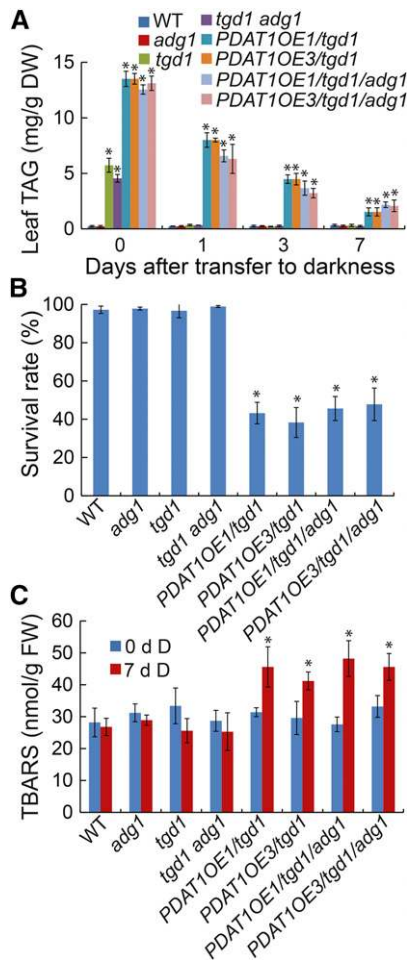 A
WT
adg1
tgd1
tgd1 adg1
PDAT1OE1/tgd1
PDAT1OE3/tgd1
PDAT1OE1/tgd1/adg1
PDAT1OE3/tgd1/adg1
Leaf TAG (mg/g DW)
15
10
5
0
* * * * * *
* * * *
* * * *
* * * *
0 1 3 7
Days after transfer to darkness
B
Survival rate (%)
100
80
60
40
20
0
* * * *
WT
adg1
tgd1
tgd1 adg1
PDAT1OE1/tgd1
PDAT1OE3/tgd1
PDAT1OE1/tgd1/adg1
PDAT1OE3/tgd1/adg1
C
TBARS (nmol/g FW)
60
50
40
30
20
10
0
0 d D
7 d D
* * * *
WT
adg1
tgd1
tgd1 adg1
PDAT1OE1/tgd1
PDAT1OE3/tgd1
PDAT1OE1/tgd1/adg1
PDAT1OE3/tgd1/adg1